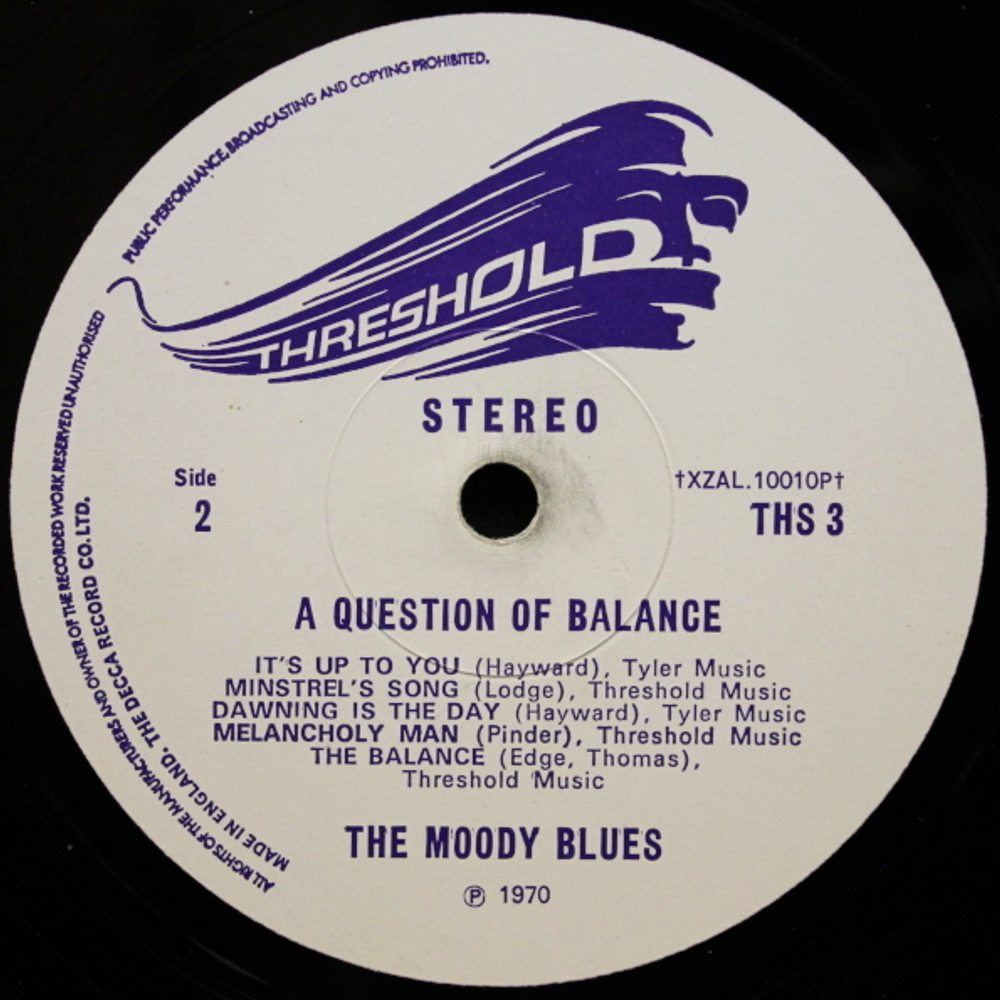 PUBLIC PERFORMANCE, BROADCASTING AND COPYING PROHIBITED.
THRESHOLD
STEREO
Side
2
†XZAL.10010P†
THS 3
A QUESTION OF BALANCE
IT'S UP TO YOU (Hayward), Tyler Music
MINSTREL'S SONG (Lodge), Threshold Music
DAWNING IS THE DAY (Hayward), Tyler Music
MELANCHOLY MAN (Pinder), Threshold Music
THE BALANCE (Edge, Thomas),
Threshold Music
THE MOODY BLUES
℗ 1970
ALL RIGHTS OF THE MANUFACTURERS AND OWNER OF THE RECORDED WORK RESERVED UNAUTHORISED
MADE IN ENGLAND. THE DECCA RECORD CO. LTD.